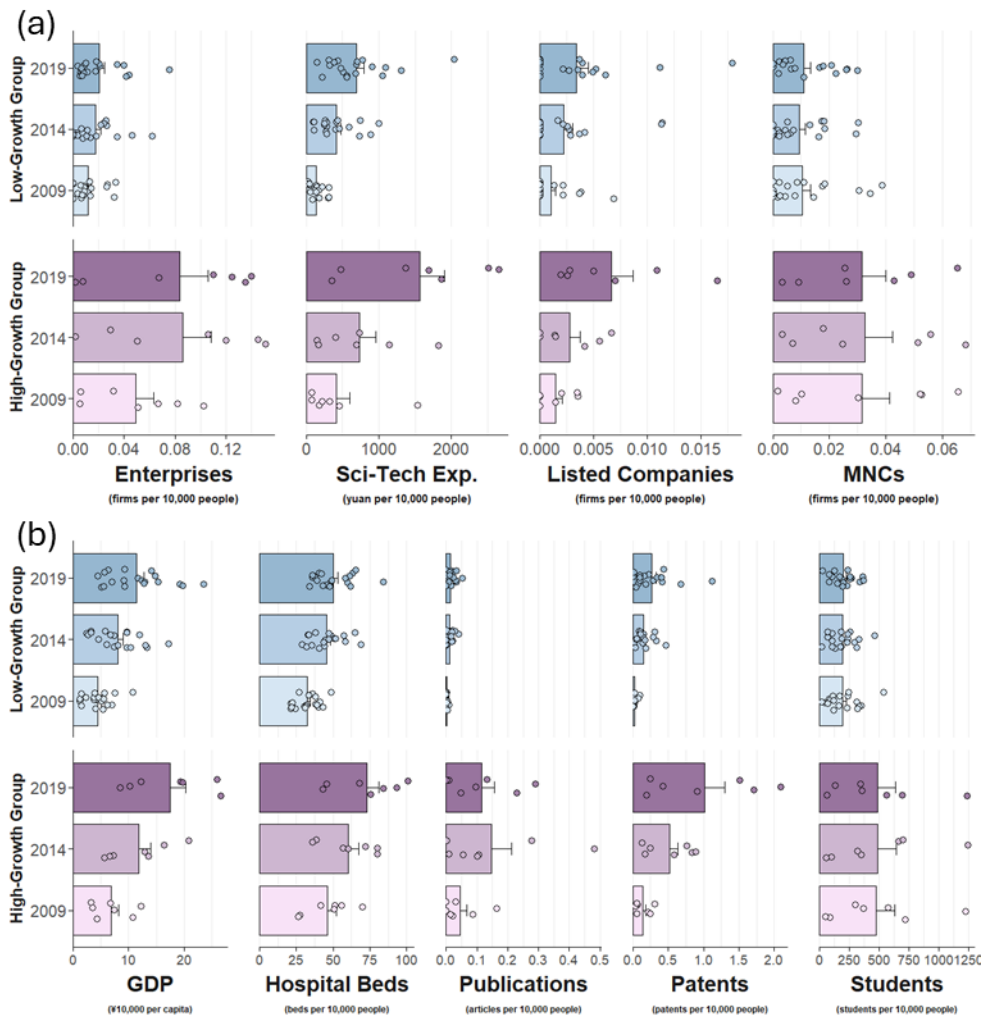 (a)
Low-Growth Group
2019
2014
2009
High-Growth Group
2019
2014
2009
0.00 0.04 0.08 0.12
0 1000 2000
0.000 0.005 0.010 0.015
0.00 0.02 0.04 0.06
Enterprises Sci-Tech Exp. Listed Companies MNCs
(firms per 10,000 people) (yuan per 10,000 people) (firms per 10,000 people) (firms per 10,000 people)
(b)
Low-Growth Group
2019
2014
2009
High-Growth Group
2019
2014
2009
0 10 20
0 25 50 75 100
0.0 0.1 0.2 0.3 0.4 0.5
0.0 0.5 1.0 1.5 2.0
0 250 500 750 1000 1250
GDP Hospital Beds Publications Patents Students
(¥10,000 per capita) (beds per 10,000 people) (articles per 10,000 people) (patents per 10,000 people) (students per 10,000 people)